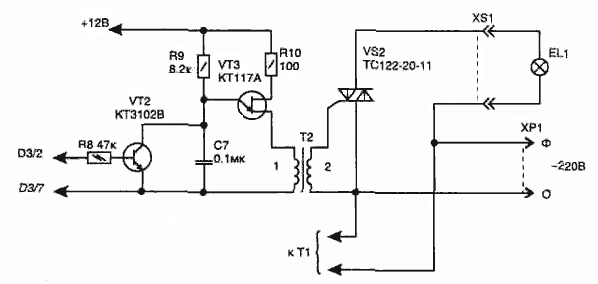 +12В
XS1
R9
8.2к
VT3
КТ117А
R10
100
VS2
ТС122-20-11
EL1
VT2
КТ3102В
D3/2
R8 47к
C7
0.1мк
T2
1
2
XP1
Ф
~220В
О
D3/7
к Т1